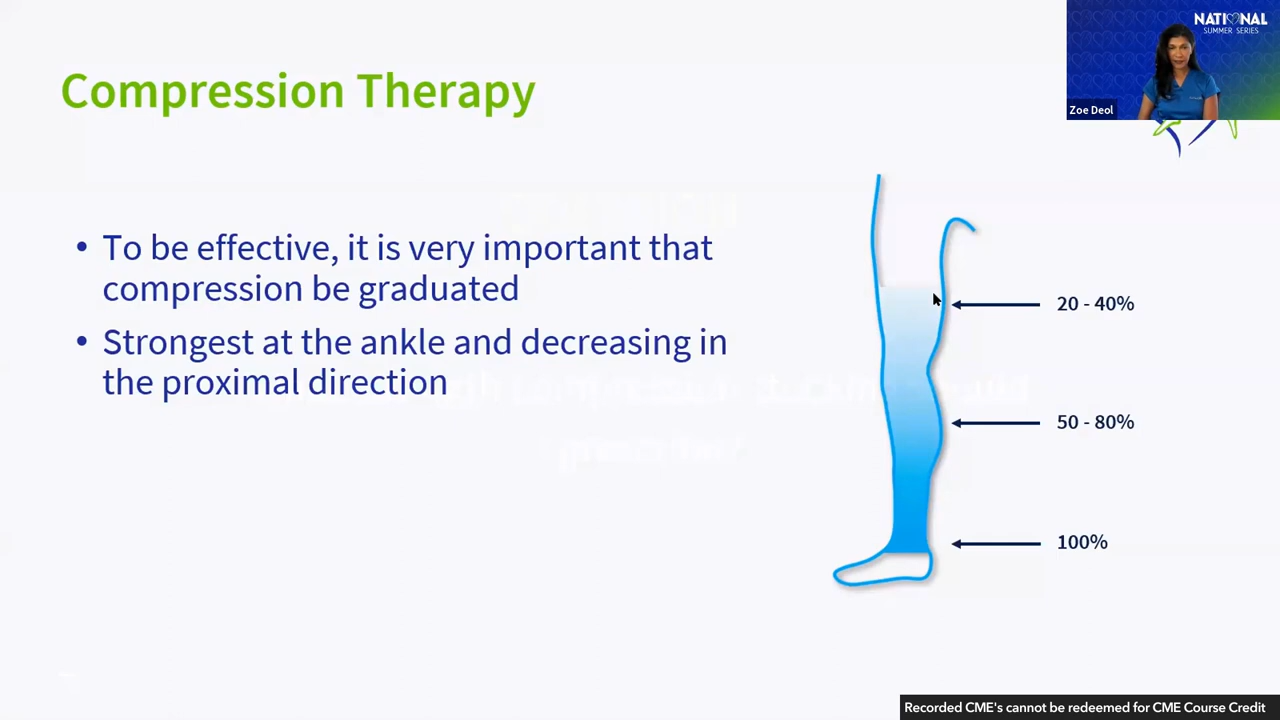 NATIONAL
SUMMER SERIES
Zoe Deol
Compression Therapy
• To be effective, it is very important that
compression be graduated
• Strongest at the ankle and decreasing in
the proximal direction
20 - 40%
50 - 80%
100%
Recorded CME's cannot be redeemed for CME Course Credit